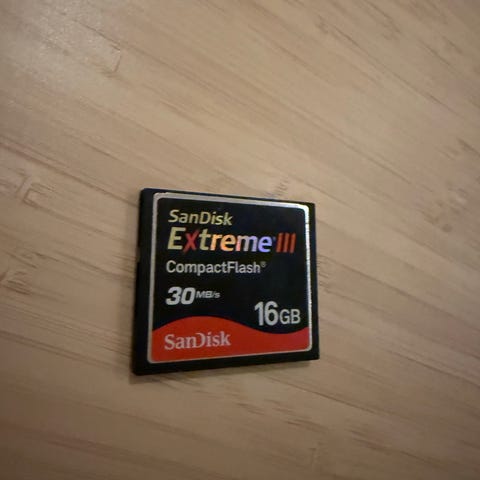 SanDisk
Extreme III
CompactFlash®
30MB/s
16GB
SanDisk